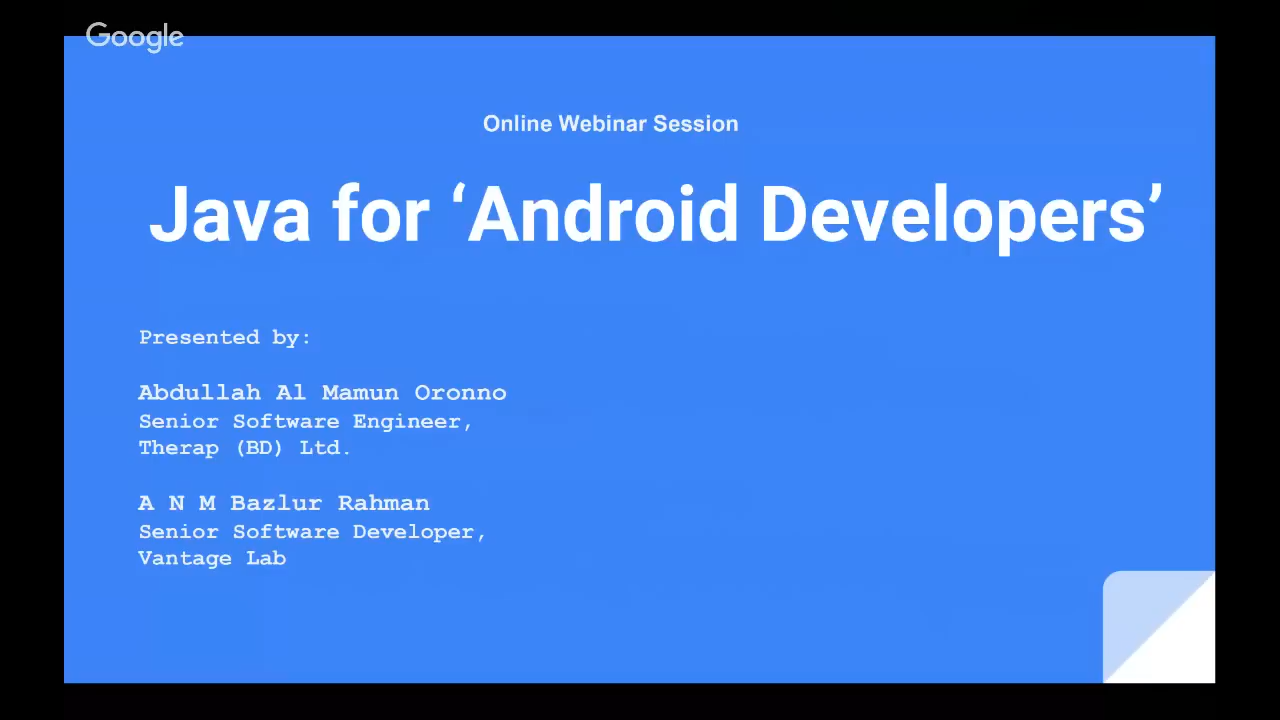 Google
Online Webinar Session
Java for ‘Android Developers’
Presented by:
Abdullah Al Mamun Oronno
Senior Software Engineer,
Therap (BD) Ltd.
A N M Bazlur Rahman
Senior Software Developer,
Vantage Lab